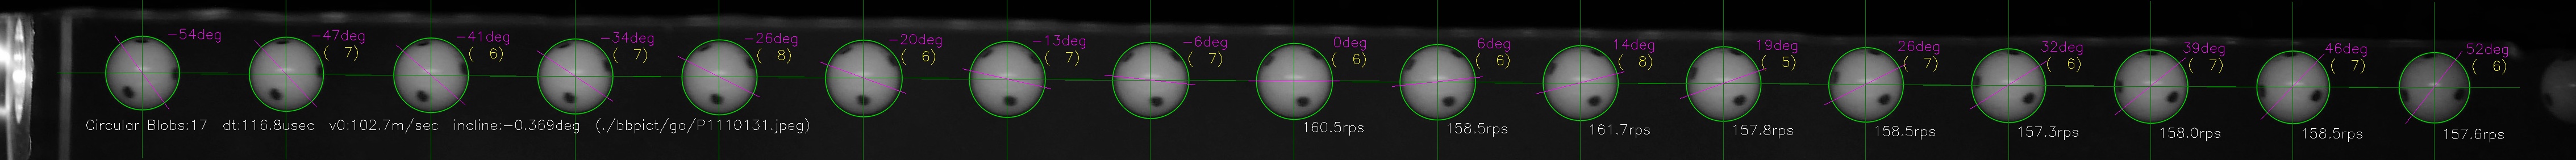 -54deg -47deg -41deg -34deg -26deg -20deg -13deg -6deg 0deg 6deg 14deg 19deg 26deg 32deg 39deg 46deg 52deg
( 7) ( 6) ( 7) ( 8) ( 6) ( 7) ( 7) ( 6) ( 6) ( 8) ( 5) ( 7) ( 6) ( 7) ( 7) ( 6)
Circular Blobs:17 dt:116.8usec v0:102.7m/sec incline:-0.369deg (./bbpict/go/P1110131.jpeg)
160.5rps 158.5rps 161.7rps 157.8rps 158.5rps 157.3rps 158.0rps 158.5rps 157.6rps